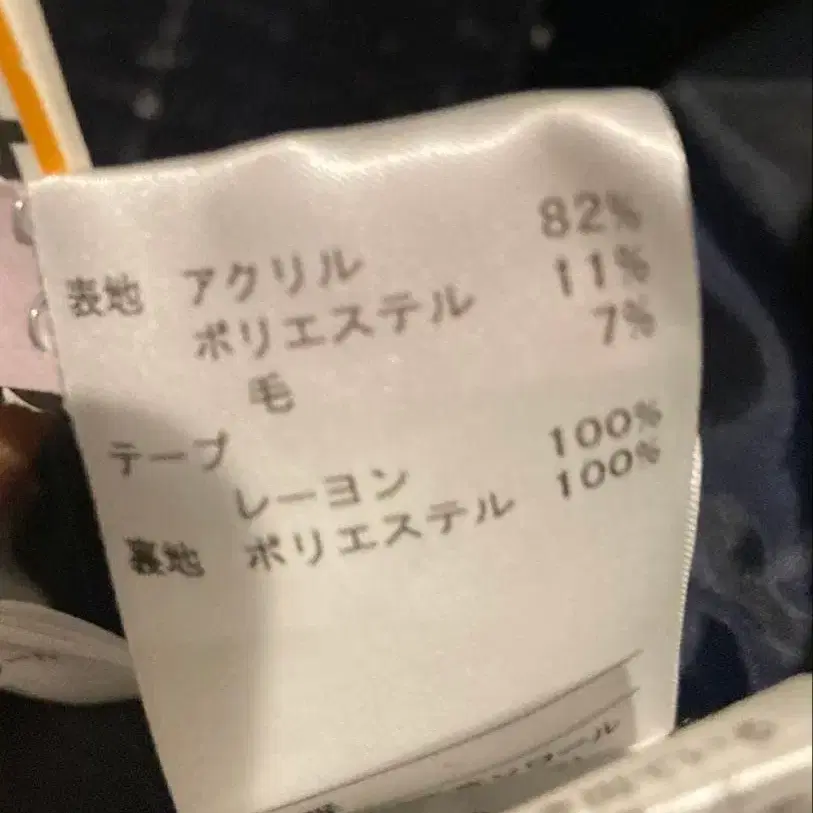 表地 アクリル 82%
ポリエステル 11%
毛 7%
テープ
レーヨン 100%
裏地 ポリエステル 100%